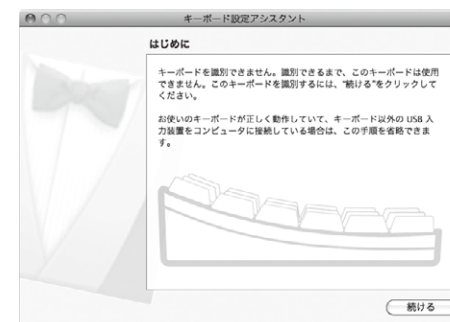 キーボード設定アシスタント
はじめに
キーボードを識別できません。識別できるまで、このキーボードは使用
できません。このキーボードを識別するには、“続ける”をクリックして
ください。
お使いのキーボードが正しく動作していて、キーボード以外の USB 入
力装置をコンピュータに接続している場合は、この手順を省略できま
す。
続ける